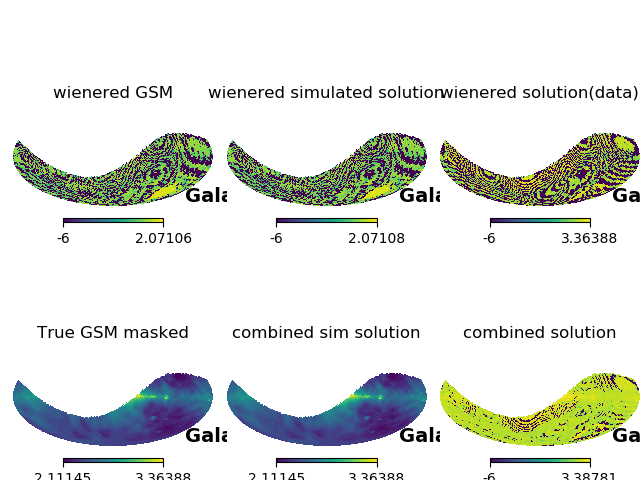 wienered GSM
wienered simulated solution
wienered solution(data)
Gala
Gala
Ga
-6 2.07106
-6 2.07108
-6 3.36388
True GSM masked
combined sim solution
combined solution
Gala
Gala
Ga
2.11145 3.36388
2.11145 3.36388
-6 3.38781